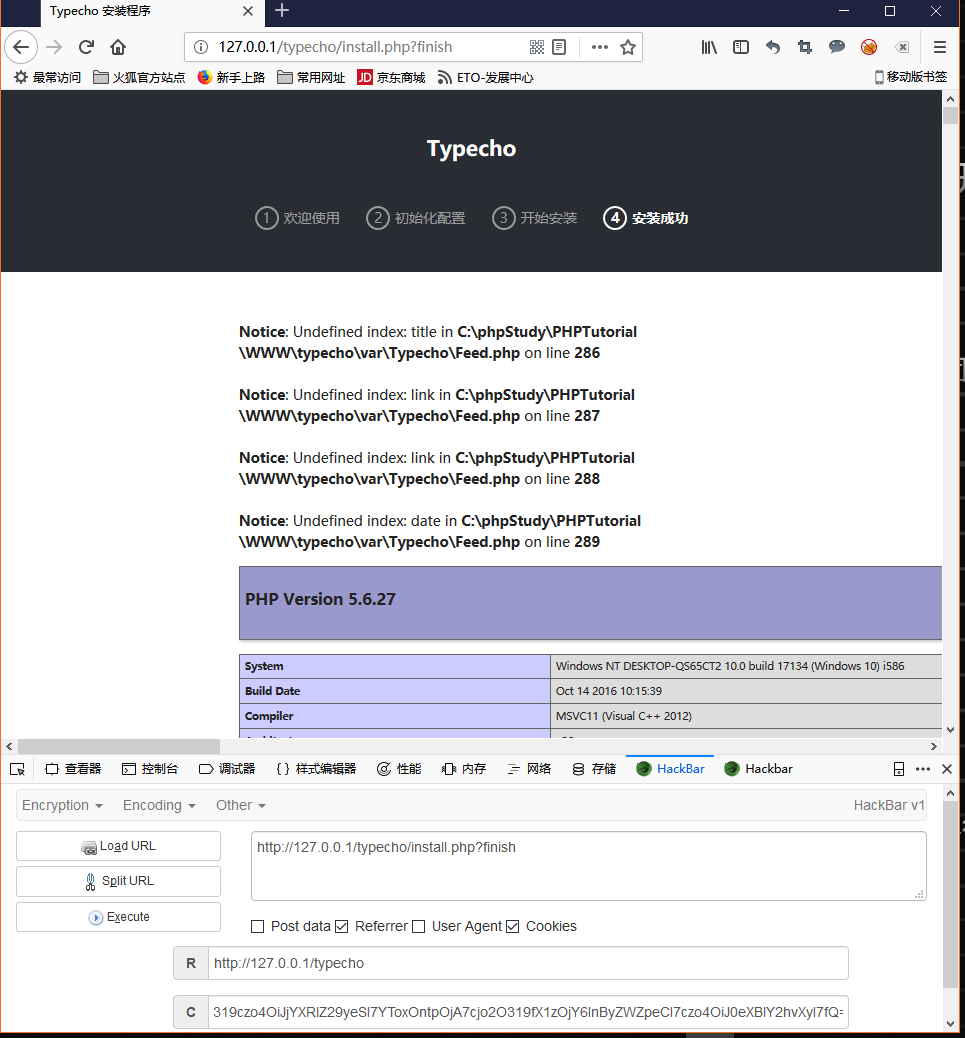 Typecho 安装程序
127.0.0.1/typecho/install.php?finish
最常访问 火狐官方站点 新手上路 常用网址 JD 京东商城 ETO-发展中心 移动版书签
Typecho
1 欢迎使用 2 初始化配置 3 开始安装 4 安装成功
Notice: Undefined index: title in C:\phpStudy\PHPTutorial
\WWW\typecho\var\Typecho\Feed.php on line 286
Notice: Undefined index: link in C:\phpStudy\PHPTutorial
\WWW\typecho\var\Typecho\Feed.php on line 287
Notice: Undefined index: link in C:\phpStudy\PHPTutorial
\WWW\typecho\var\Typecho\Feed.php on line 288
Notice: Undefined index: date in C:\phpStudy\PHPTutorial
\WWW\typecho\var\Typecho\Feed.php on line 289
PHP Version 5.6.27
System Windows NT DESKTOP-QS65CT2 10.0 build 17134 (Windows 10) i586
Build Date Oct 14 2016 10:15:39
Compiler MSVC11 (Visual C++ 2012)
查看器 控制台 调试器 {} 样式编辑器 性能 内存 网络 存储 HackBar Hackbar
Encryption Encoding Other HackBar v1
Load URL http://127.0.0.1/typecho/install.php?finish
Split URL
Execute
Post data Referrer User Agent Cookies
R http://127.0.0.1/typecho
C